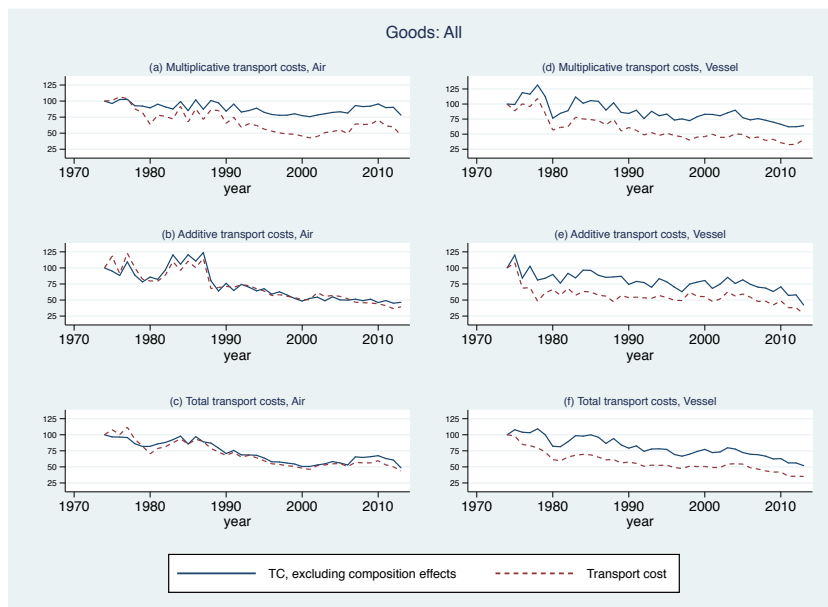 Goods: All
(a) Multiplicative transport costs, Air
125
100
75
50
25
1970 1980 1990 2000 2010
year
(d) Multiplicative transport costs, Vessel
125
100
75
50
25
1970 1980 1990 2000 2010
year
(b) Additive transport costs, Air
125
100
75
50
25
1970 1980 1990 2000 2010
year
(e) Additive transport costs, Vessel
125
100
75
50
25
1970 1980 1990 2000 2010
year
(c) Total transport costs, Air
125
100
75
50
25
1970 1980 1990 2000 2010
year
(f) Total transport costs, Vessel
125
100
75
50
25
1970 1980 1990 2000 2010
year
TC, excluding composition effects Transport cost